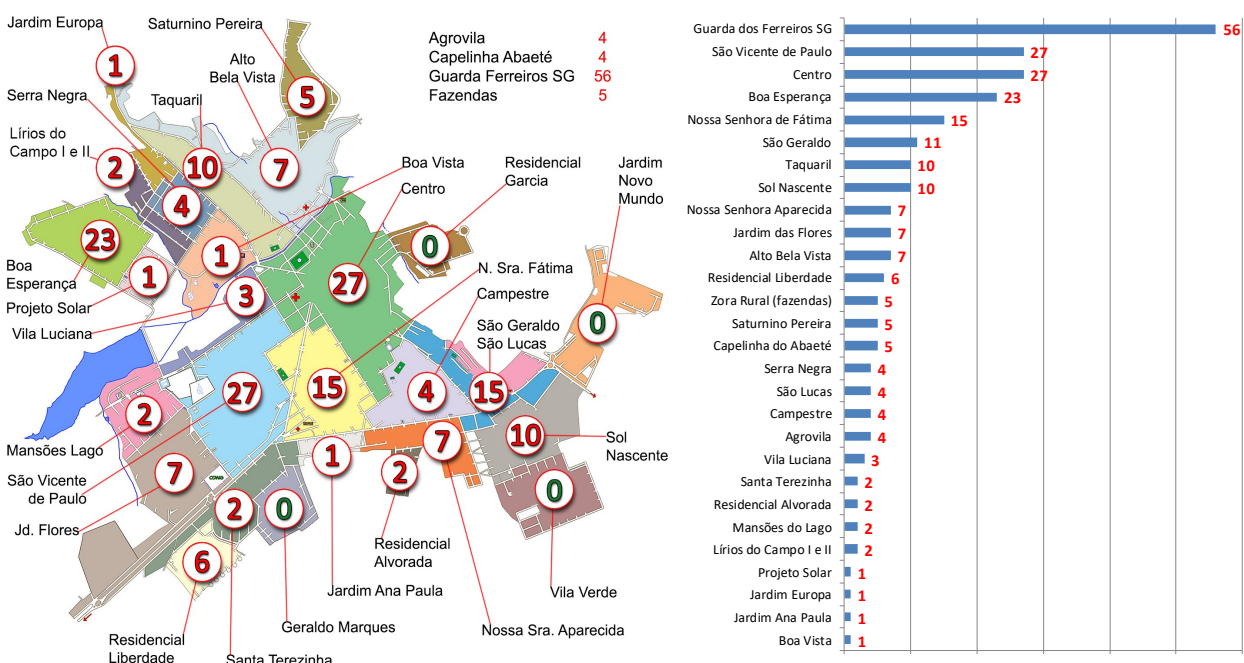 Jardim Europa
Saturnino Pereira
Alto
Bela Vista
Agrovila 4
Capelinha Abaeté 4
Guarda Ferreiros SG 56
Fazendas 5
1
5
Serra Negra
Taquaril
Lírios do
Campo I e II
2
10
7
4
Boa Vista
Centro
Residencial
Garcia
Jardim
Novo
Mundo
23
1
0
Boa
Esperança
1
3
27
N. Sra. Fátima
Projeto Solar
Campestre
Vila Luciana
São Geraldo
São Lucas
0
27
15
4
15
2
Mansões Lago
1
7
10
Sol
Nascente
São Vicente
de Paulo
7
2
0
Jd. Flores
2
0
6
Residencial
Alvorada
Jardim Ana Paula
Vila Verde
Geraldo Marques
Nossa Sra. Aparecida
Residencial
Liberdade
Santa Terezinha
Guarda dos Ferreiros SG 56
São Vicente de Paulo 27
Centro 27
Boa Esperança 23
Nossa Senhora de Fátima 15
São Geraldo 11
Taquaril 10
Sol Nascente 10
Nossa Senhora Aparecida 7
Jardim das Flores 7
Alto Bela Vista 7
Residencial Liberdade 6
Zora Rural (fazendas) 5
Saturnino Pereira 5
Capelinha do Abaeté 5
Serra Negra 4
São Lucas 4
Campestre 4
Agrovila 4
Vila Luciana 3
Santa Terezinha 2
Residencial Alvorada 2
Mansões do Lago 2
Lírios do Campo I e II 2
Projeto Solar 1
Jardim Europa 1
Jardim Ana Paula 1
Boa Vista 1